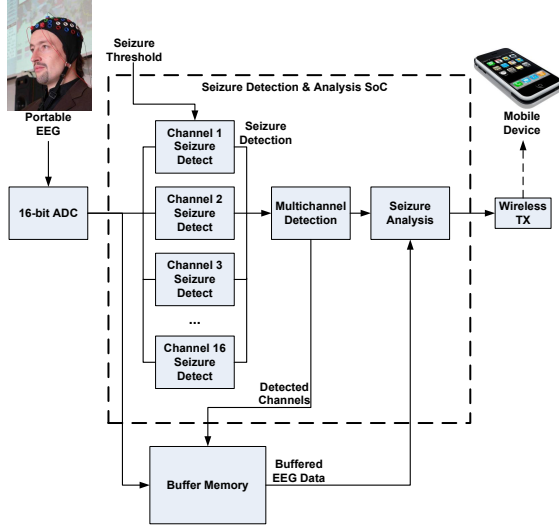 Seizure
Threshold
Seizure Detection & Analysis SoC
Portable
EEG
Mobile
Device
Channel 1
Seizure
Detect
Seizure
Detection
16-bit ADC
Channel 2
Seizure
Detect
Multichannel
Detection
Seizure
Analysis
Wireless
TX
Channel 3
Seizure
Detect
...
Channel 16
Seizure
Detect
Detected
Channels
Buffer Memory
Buffered
EEG Data